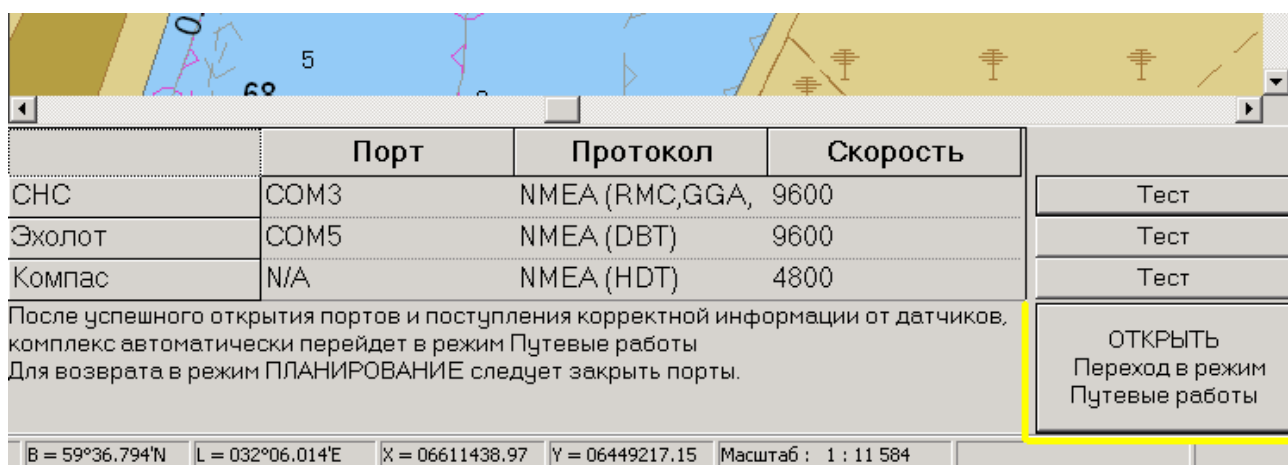 5
Порт Протокол Скорость
СНС COM3 NMEA (RMC,GGA, 9600 Тест
Эхолот COM5 NMEA (DBT) 9600 Тест
Компас N/A NMEA (HDT) 4800 Тест
После успешного открытия портов и поступления корректной информации от датчиков,
комплекс автоматически перейдет в режим Путевые работы
Для возврата в режим ПЛАНИРОВАНИЕ следует закрыть порты.
ОТКРЫТЬ
Переход в режим
Путевые работы
B = 59°36.794'N L = 032°06.014'E X = 06611438.97 Y = 06449217.15 Масштаб : 1 : 11 584